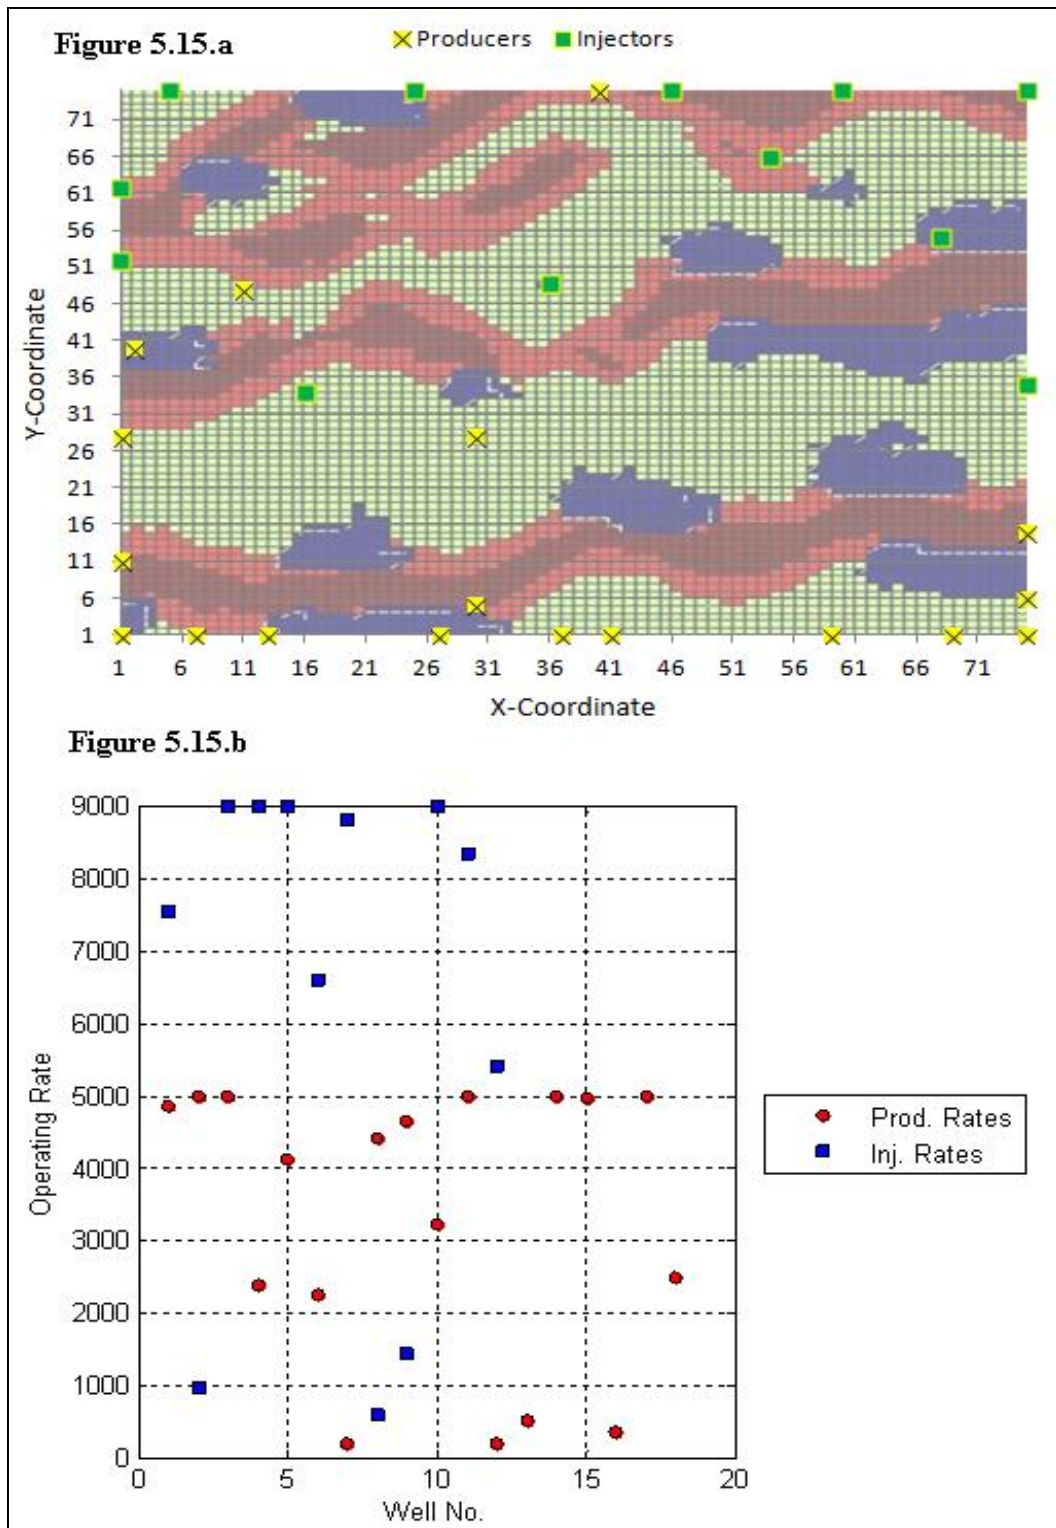 Figure 5.15.a
Producers Injectors
71
66
61
56
51
46
41
36
31
26
21
16
11
6
1
Y-Coordinate
1 6 11 16 21 26 31 36 41 46 51 56 61 66 71
X-Coordinate
Figure 5.15.b
9000
8000
7000
6000
5000
4000
3000
2000
1000
0
Operating Rate
0 5 10 15 20
Well No.
Prod. Rates
Inj. Rates